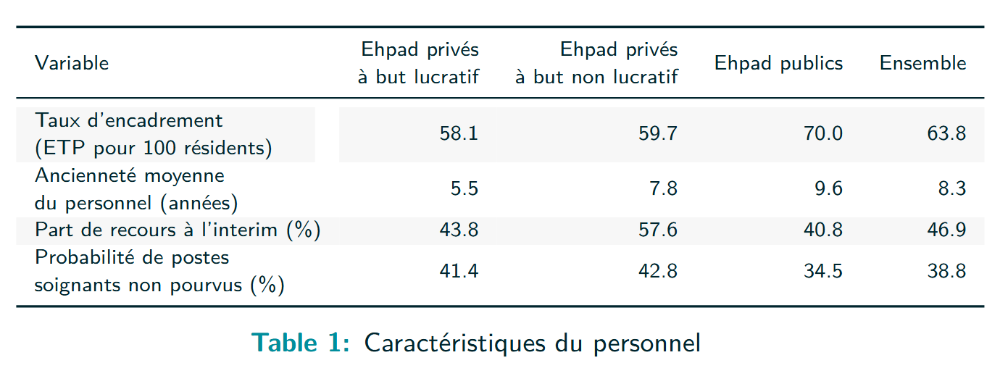 Variable
Ehpad privés
à but lucratif
Ehpad privés
à but non lucratif
Ehpad publics
Ensemble
Taux d'encadrement
(ETP pour 100 résidents)
58.1 59.7 70.0 63.8
Ancienneté moyenne
du personnel (années)
5.5 7.8 9.6 8.3
Part de recours à l'interim (%) 43.8 57.6 40.8 46.9
Probabilité de postes
soignants non pourvus (%)
41.4 42.8 34.5 38.8
Table 1: Caractéristiques du personnel